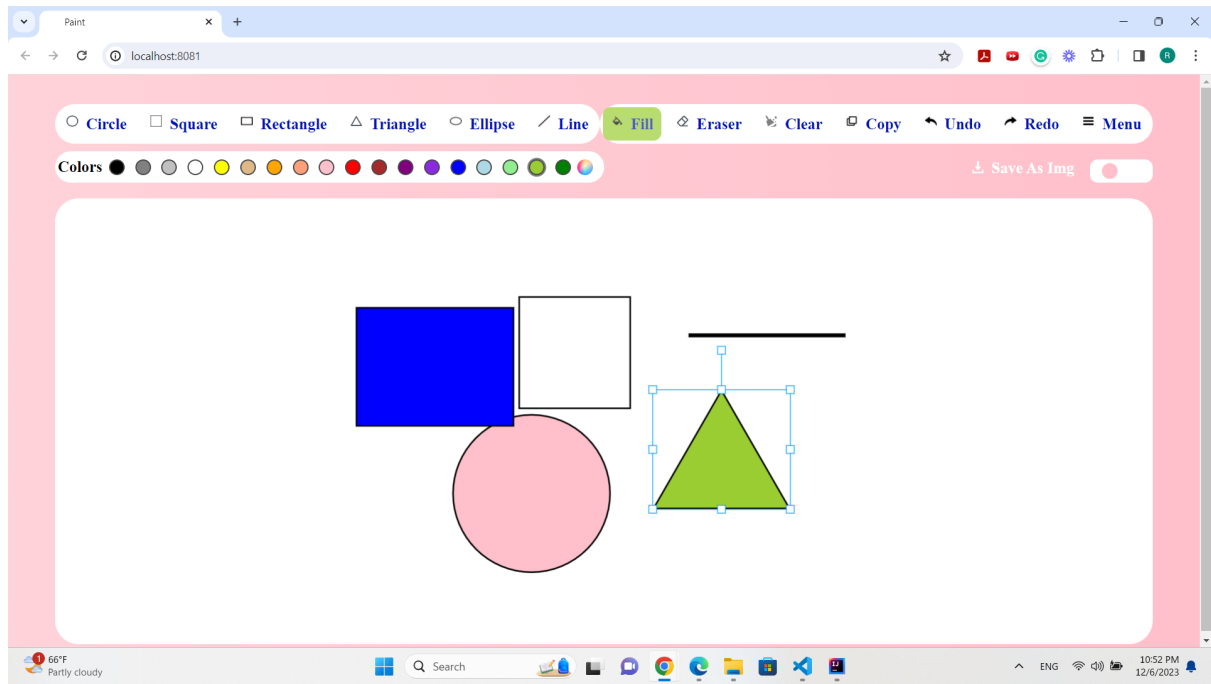 Paint
localhost:8081
R
Circle Square Rectangle Triangle Ellipse Line Fill Eraser Clear Copy Undo Redo Menu
Colors
Save As Img
1
66°F
Partly cloudy
Search
ENG
10:52 PM
12/6/2023